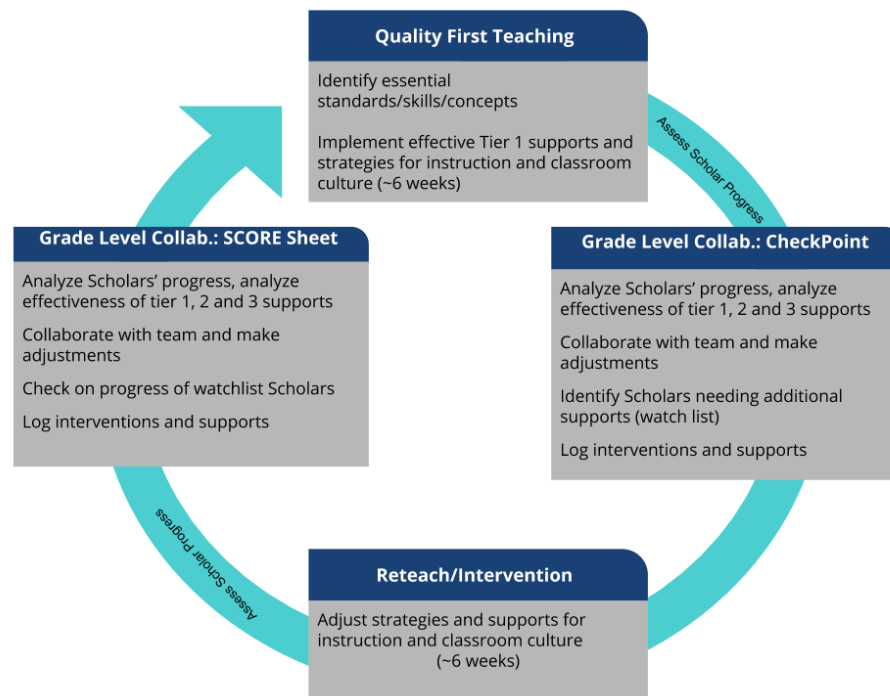 Quality First Teaching
Identify essential
standards/skills/concepts
Implement effective Tier 1 supports and
strategies for instruction and classroom
culture (~6 weeks)
Assess Scholar Progress
Grade Level Collab.: CheckPoint
Analyze Scholars’ progress, analyze
effectiveness of tier 1, 2 and 3 supports
Collaborate with team and make
adjustments
Identify Scholars needing additional
supports (watch list)
Log interventions and supports
Reteach/Intervention
Adjust strategies and supports for
instruction and classroom culture
(~6 weeks)
Assess Scholar Progress
Grade Level Collab.: SCORE Sheet
Analyze Scholars’ progress, analyze
effectiveness of tier 1, 2 and 3 supports
Collaborate with team and make
adjustments
Check on progress of watchlist Scholars
Log interventions and supports